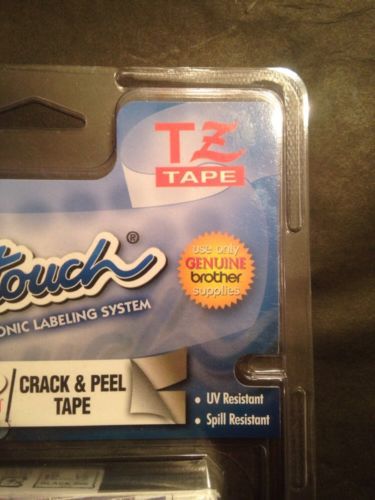 TZ
TAPE
touch®
use only
GENUINE
brother
supplies
ONIC LABELING SYSTEM
CRACK & PEEL
TAPE
• UV Resistant
• Spill Resistant